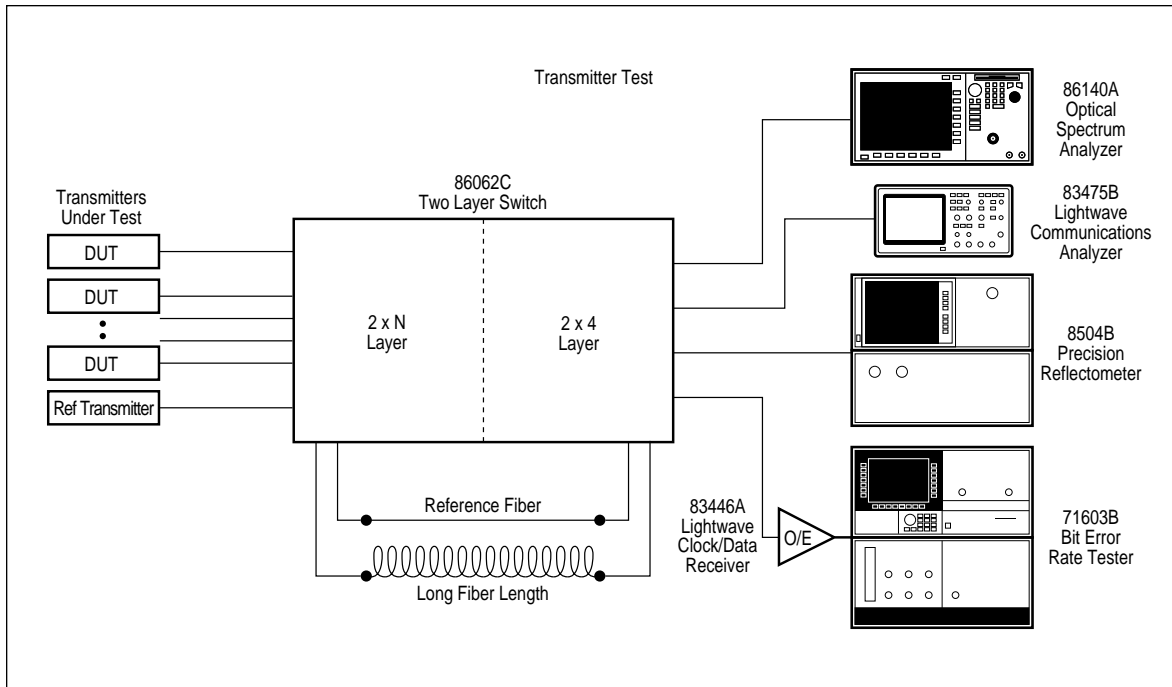 Transmitter Test
Transmitters
Under Test
DUT
DUT
DUT
Ref Transmitter
86062C
Two Layer Switch
2 x N
Layer
2 x 4
Layer
Reference Fiber
Long Fiber Length
86140A
Optical
Spectrum
Analyzer
83475B
Lightwave
Communications
Analyzer
8504B
Precision
Reflectometer
83446A
Lightwave
Clock/Data
Receiver
O/E
71603B
Bit Error
Rate Tester